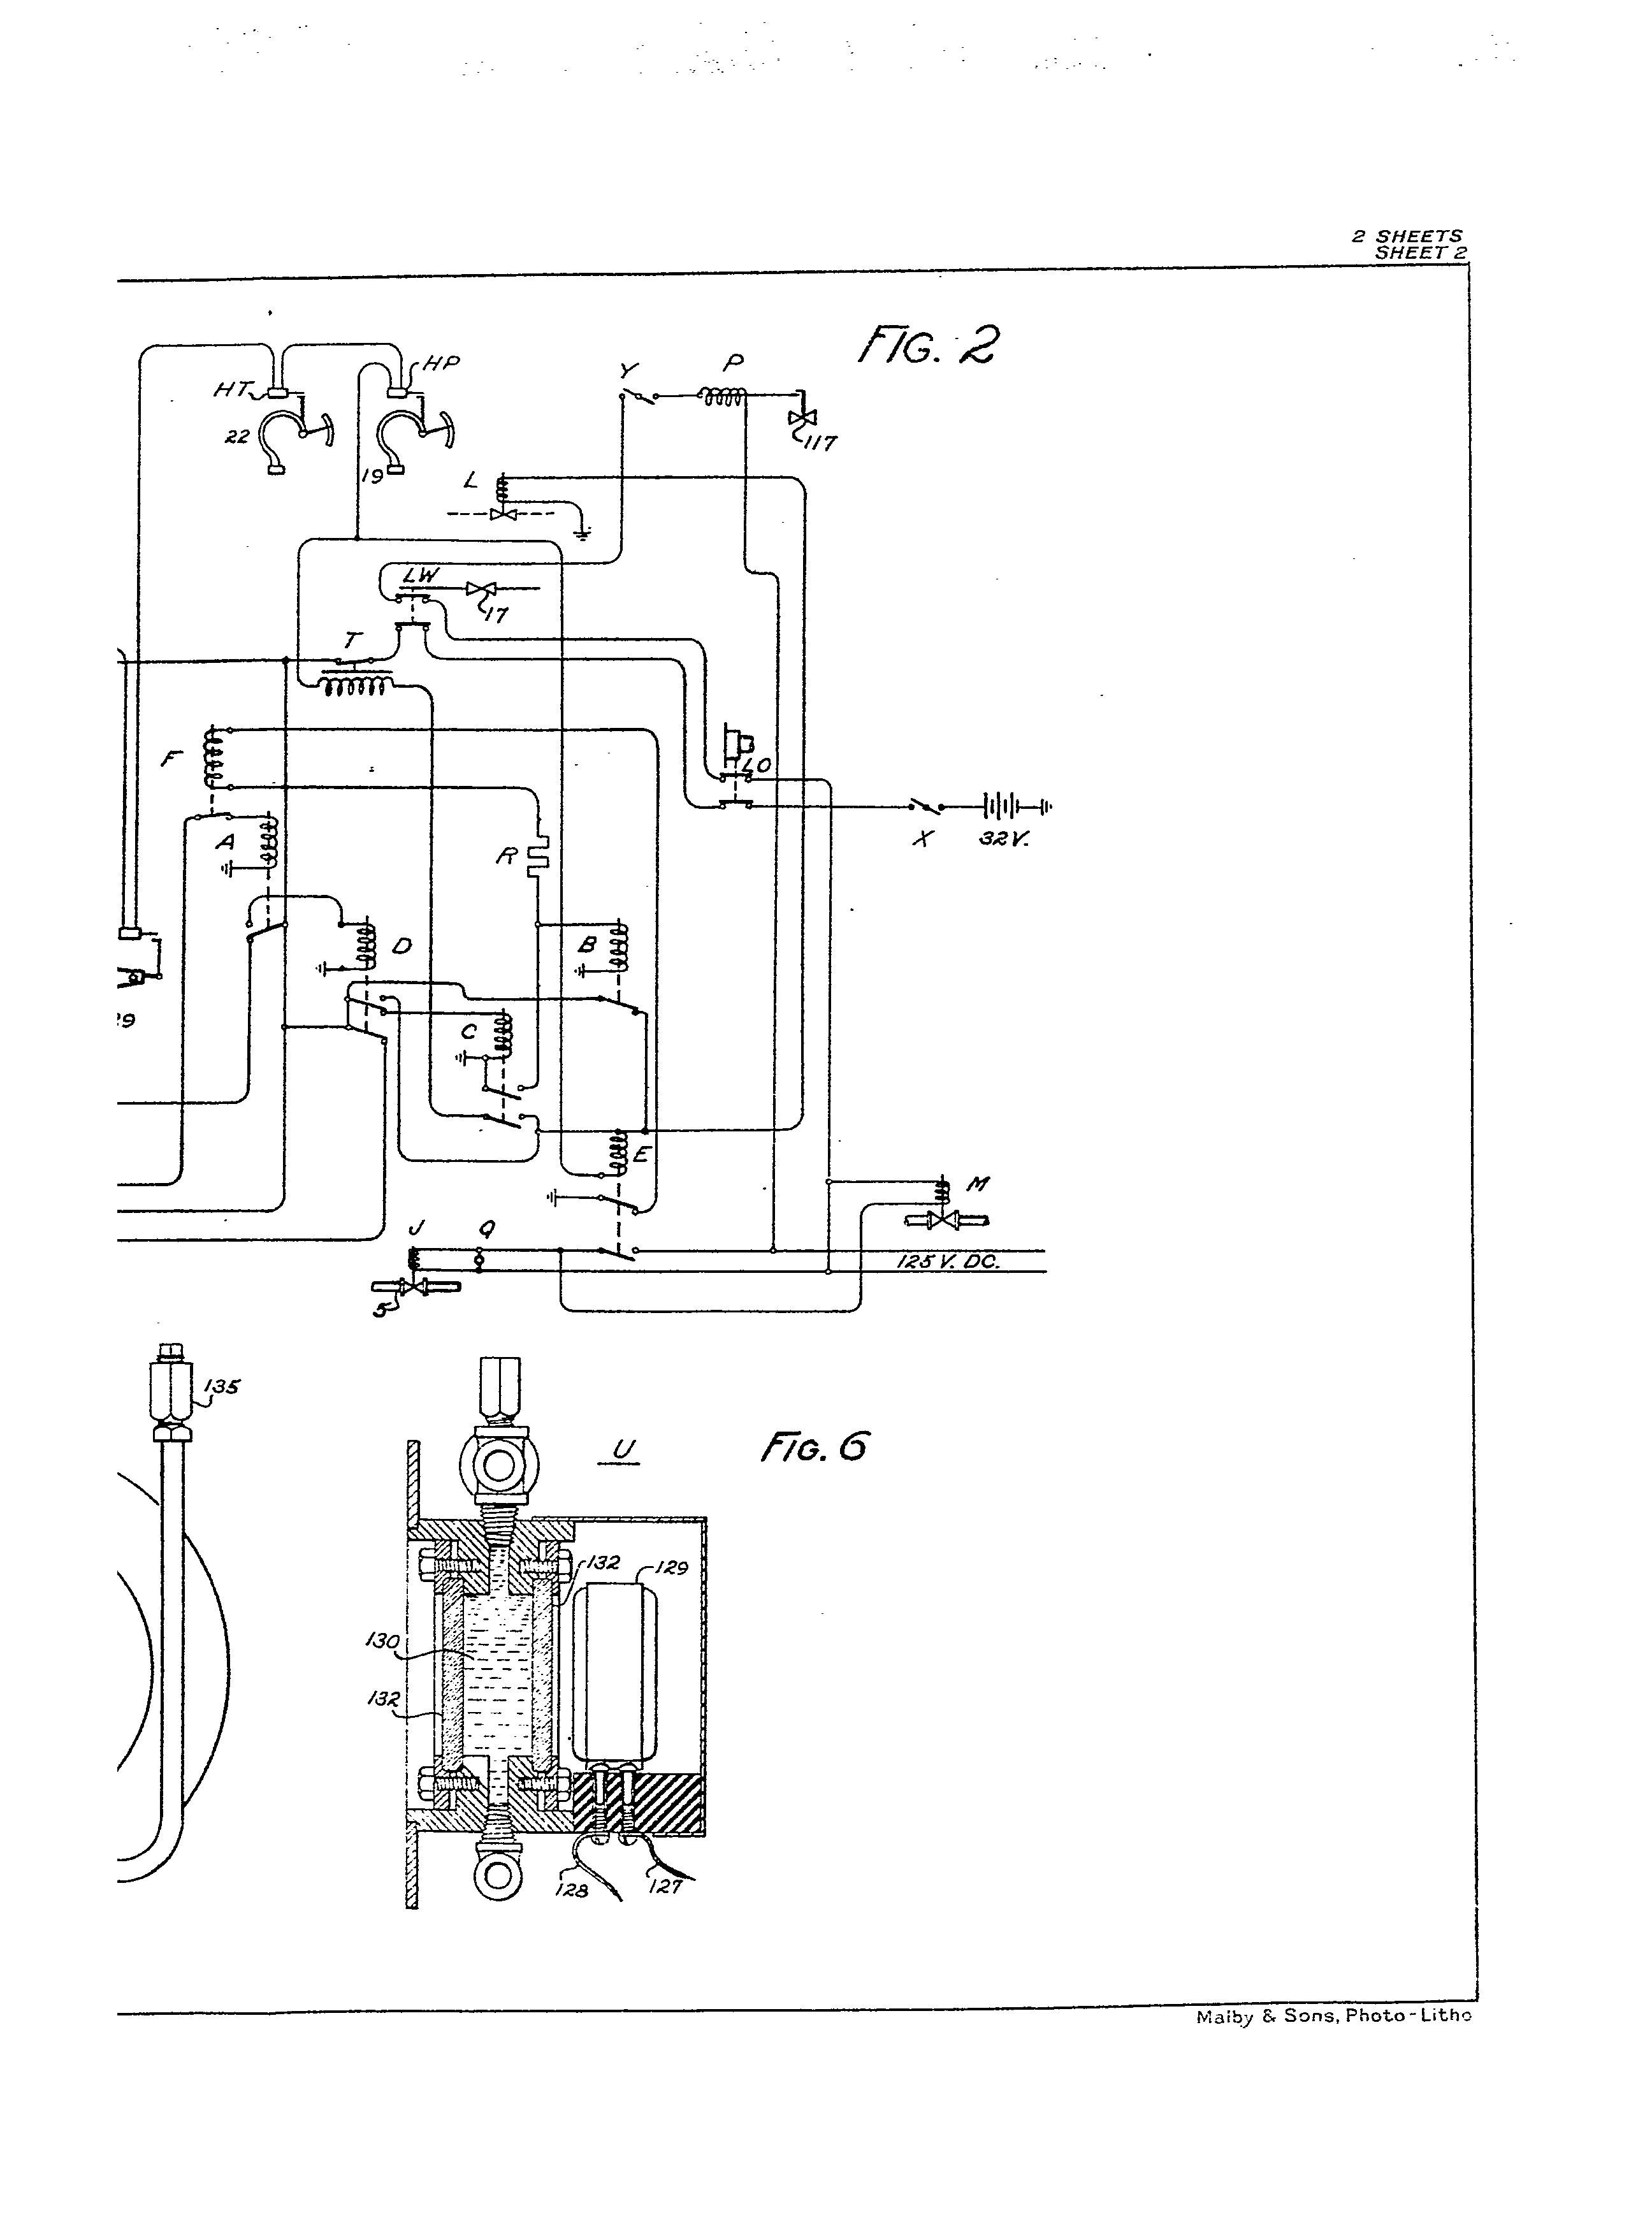 2 SHEETS
SHEET 2
FIG. 2
HT
HP
22
19
Y
P
117
L
LW
17
T
F
LO
A
R
X
32V.
D
B
C
E
M
J
Q
125 V. DC.
5
135
U
FIG. 6
132
129
130
132
128
127
Malby & Sons, Photo-Litho